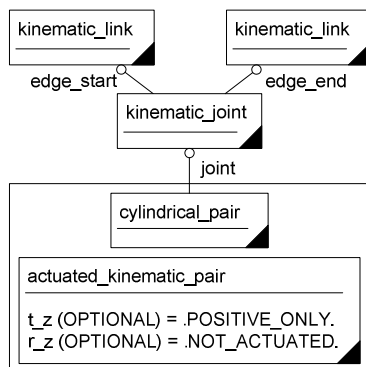 kinematic_link
kinematic_link
edge_start
edge_end
kinematic_joint
joint
cylindrical_pair
actuated_kinematic_pair
t_z (OPTIONAL) = .POSITIVE_ONLY.
r_z (OPTIONAL) = .NOT_ACTUATED.